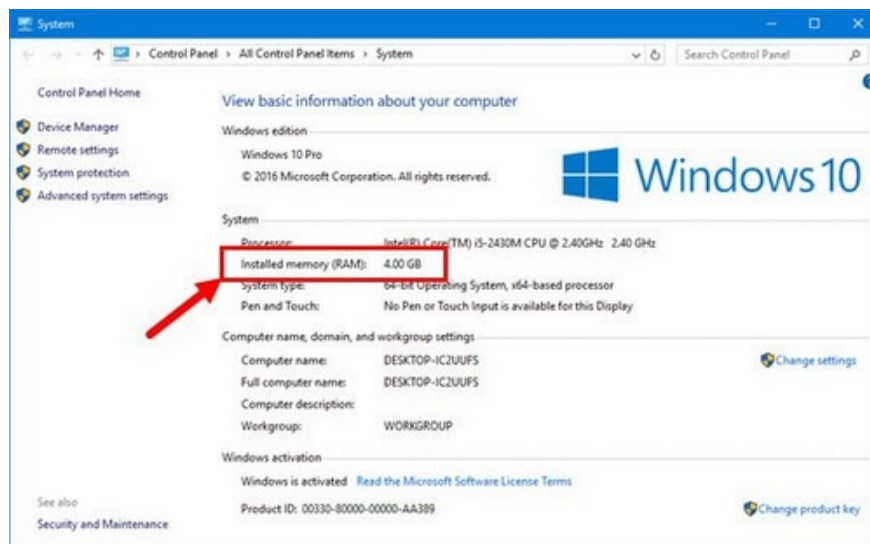 System
Control Panel > All Control Panel Items > System
Search Control Panel
Control Panel Home
Device Manager
Remote settings
System protection
Advanced system settings
See also
Security and Maintenance
View basic information about your computer
Windows edition
Windows 10 Pro
© 2016 Microsoft Corporation. All rights reserved.
Windows 10
System
Processor: Intel(R) Core(TM) i5-2430M CPU @ 2.40GHz 2.40 GHz
Installed memory (RAM): 4.00 GB
System type: 64-bit Operating System, x64-based processor
Pen and Touch: No Pen or Touch Input is available for this Display
Computer name, domain, and workgroup settings
Computer name: DESKTOP-IC2UUFS
Change settings
Full computer name: DESKTOP-IC2UUFS
Computer description:
Workgroup: WORKGROUP
Windows activation
Windows is activated Read the Microsoft Software License Terms
Product ID: 00330-80000-00000-AA389
Change product key